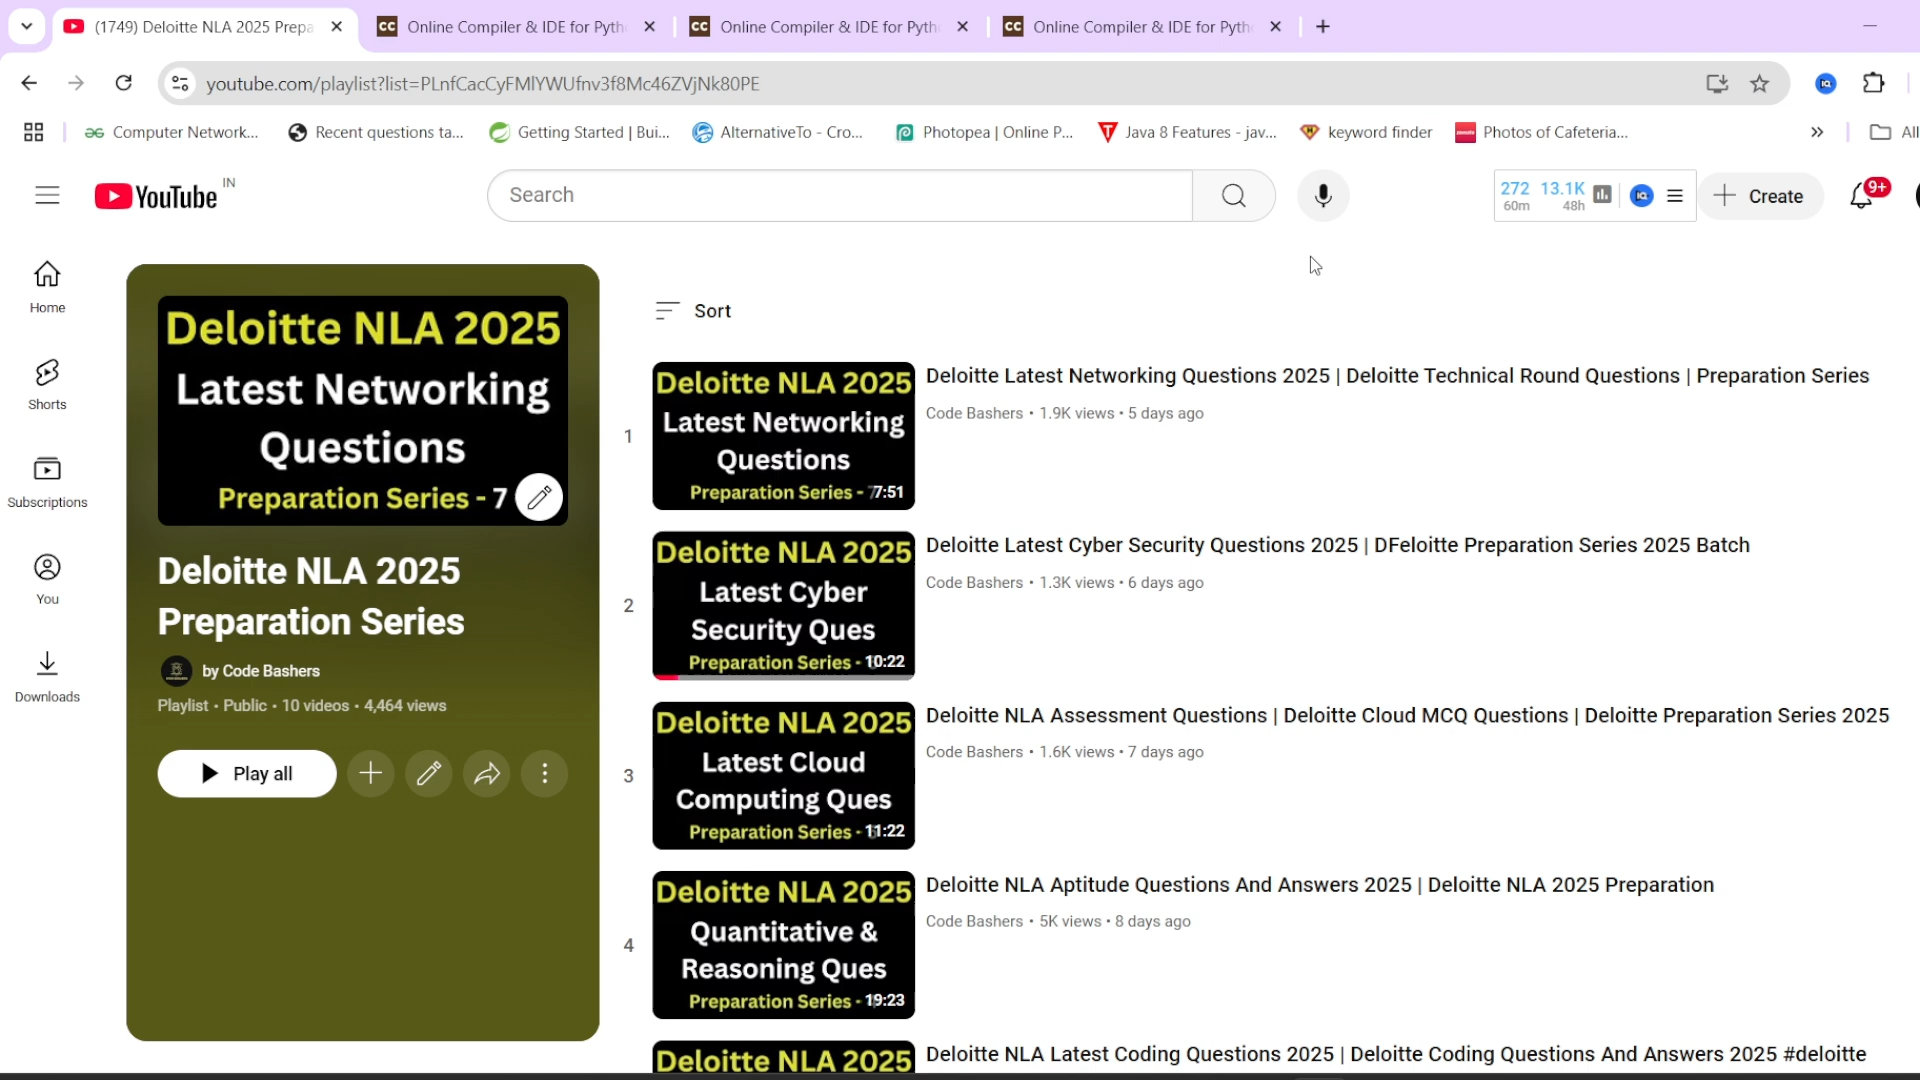 (1749) Deloitte NLA 2025 Prepa
Online Compiler & IDE for Pyth
Online Compiler & IDE for Pyth
Online Compiler & IDE for Pyth
youtube.com/playlist?list=PLnfCacCyFMlYWUfnv3f8Mc46ZVjNk80PE
Computer Network...
Recent questions ta...
Getting Started | Bui...
AlternativeTo - Cro...
Photopea | Online P...
Java 8 Features - jav...
keyword finder
Photos of Cafeteria...
All
YouTube IN
Search
272 13.1K
60m 48h
Create
9+
Home
Shorts
Subscriptions
You
Downloads
Deloitte NLA 2025
Latest Networking
Questions
Preparation Series - 7
Deloitte NLA 2025
Preparation Series
by Code Bashers
Playlist • Public • 10 videos • 4,464 views
Play all
Sort
1
Deloitte NLA 2025
Latest Networking
Questions
Preparation Series -
7:51
Deloitte Latest Networking Questions 2025 | Deloitte Technical Round Questions | Preparation Series
Code Bashers • 1.9K views • 5 days ago
2
Deloitte NLA 2025
Latest Cyber
Security Ques
Preparation Series -
10:22
Deloitte Latest Cyber Security Questions 2025 | DFeloitte Preparation Series 2025 Batch
Code Bashers • 1.3K views • 6 days ago
3
Deloitte NLA 2025
Latest Cloud
Computing Ques
Preparation Series -
11:22
Deloitte NLA Assessment Questions | Deloitte Cloud MCQ Questions | Deloitte Preparation Series 2025
Code Bashers • 1.6K views • 7 days ago
4
Deloitte NLA 2025
Quantitative &
Reasoning Ques
Preparation Series -
19:23
Deloitte NLA Aptitude Questions And Answers 2025 | Deloitte NLA 2025 Preparation
Code Bashers • 5K views • 8 days ago
Deloitte NLA 2025
Deloitte NLA Latest Coding Questions 2025 | Deloitte Coding Questions And Answers 2025 #deloitte